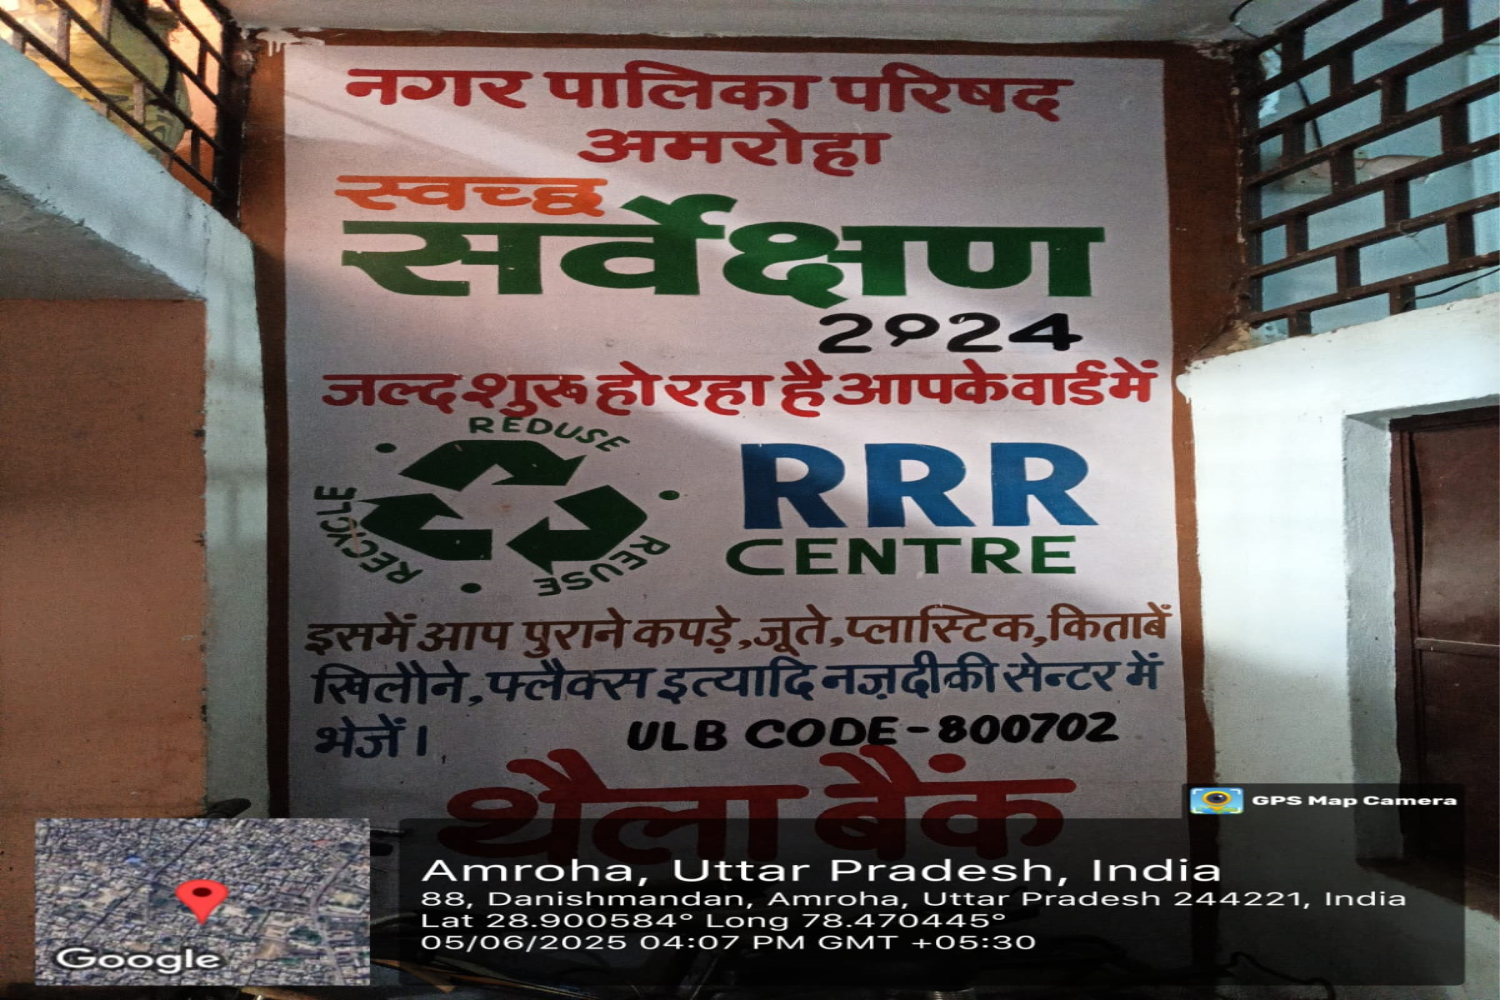 नगर पालिका परिषद
अमरोहा
स्वच्छ
सर्वेक्षण
2०24
जल्द शुरू हो रहा है आपके वार्ड में
REDUSE
RECYCLE
REUSE
RRR
CENTRE
इसमें आप पुराने कपड़े,जूते,प्लास्टिक,किताबें
खिलौने,फ्लैक्स इत्यादि नज़दीकी सेन्टर में
भेजें।
ULB CODE-800702
थैला बैंक
GPS Map Camera
Amroha, Uttar Pradesh, India
88, Danishmandan, Amroha, Uttar Pradesh 244221, India
Lat 28.900584° Long 78.470445°
05/06/2025 04:07 PM GMT +05:30
Google